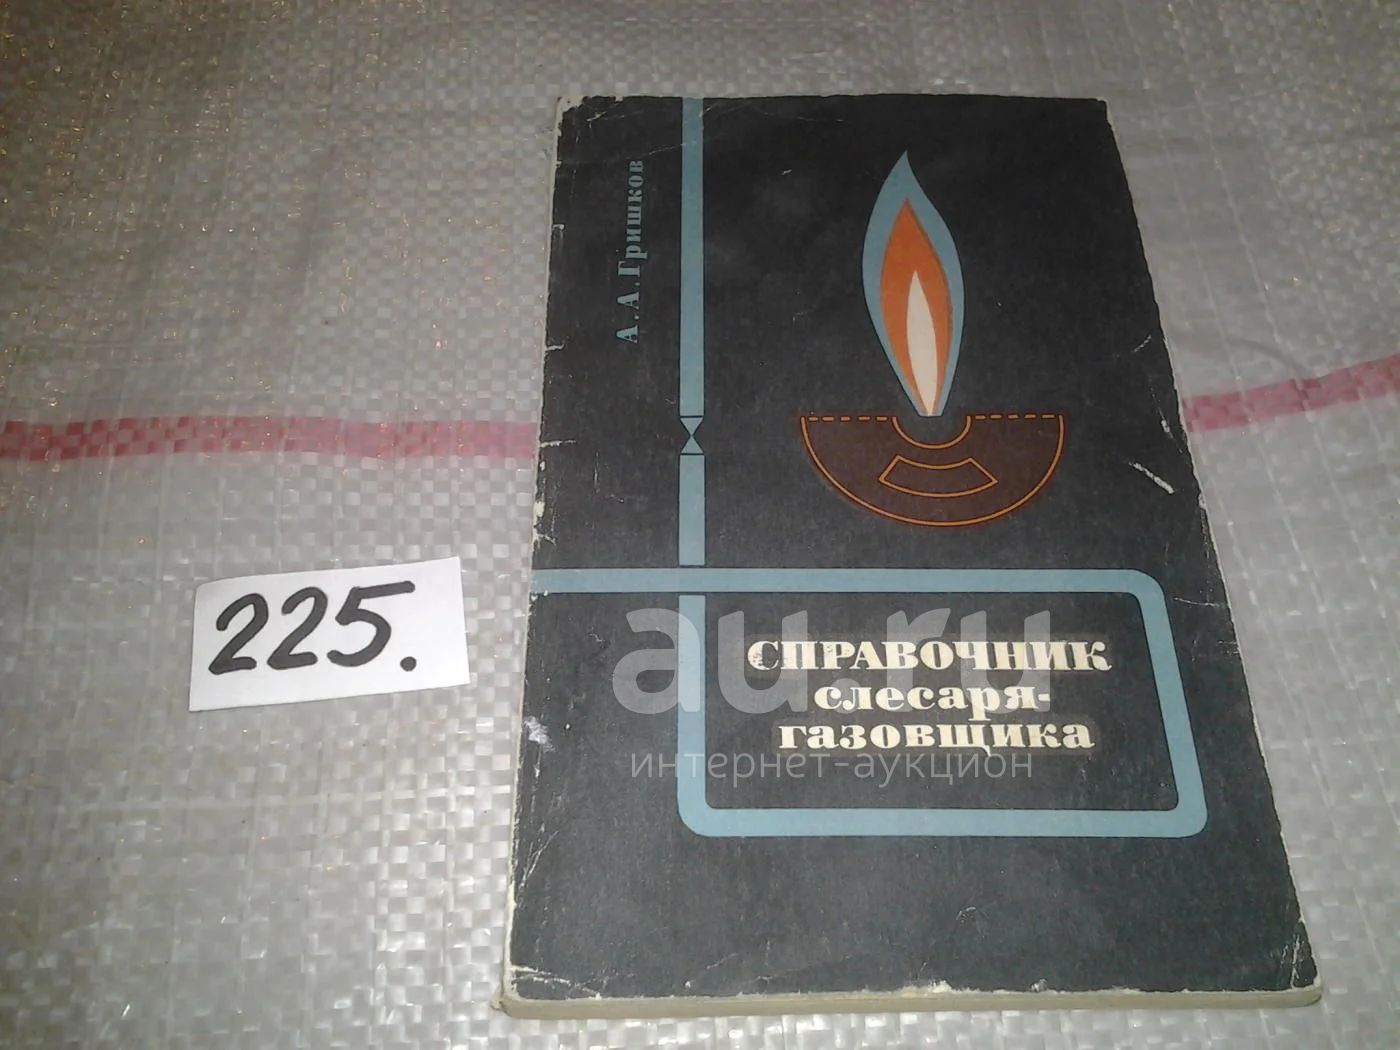 А. А. Гришков
225.
СПРАВОЧНИК
слесаря-
газовщика
au.ru
интернет-аукцион